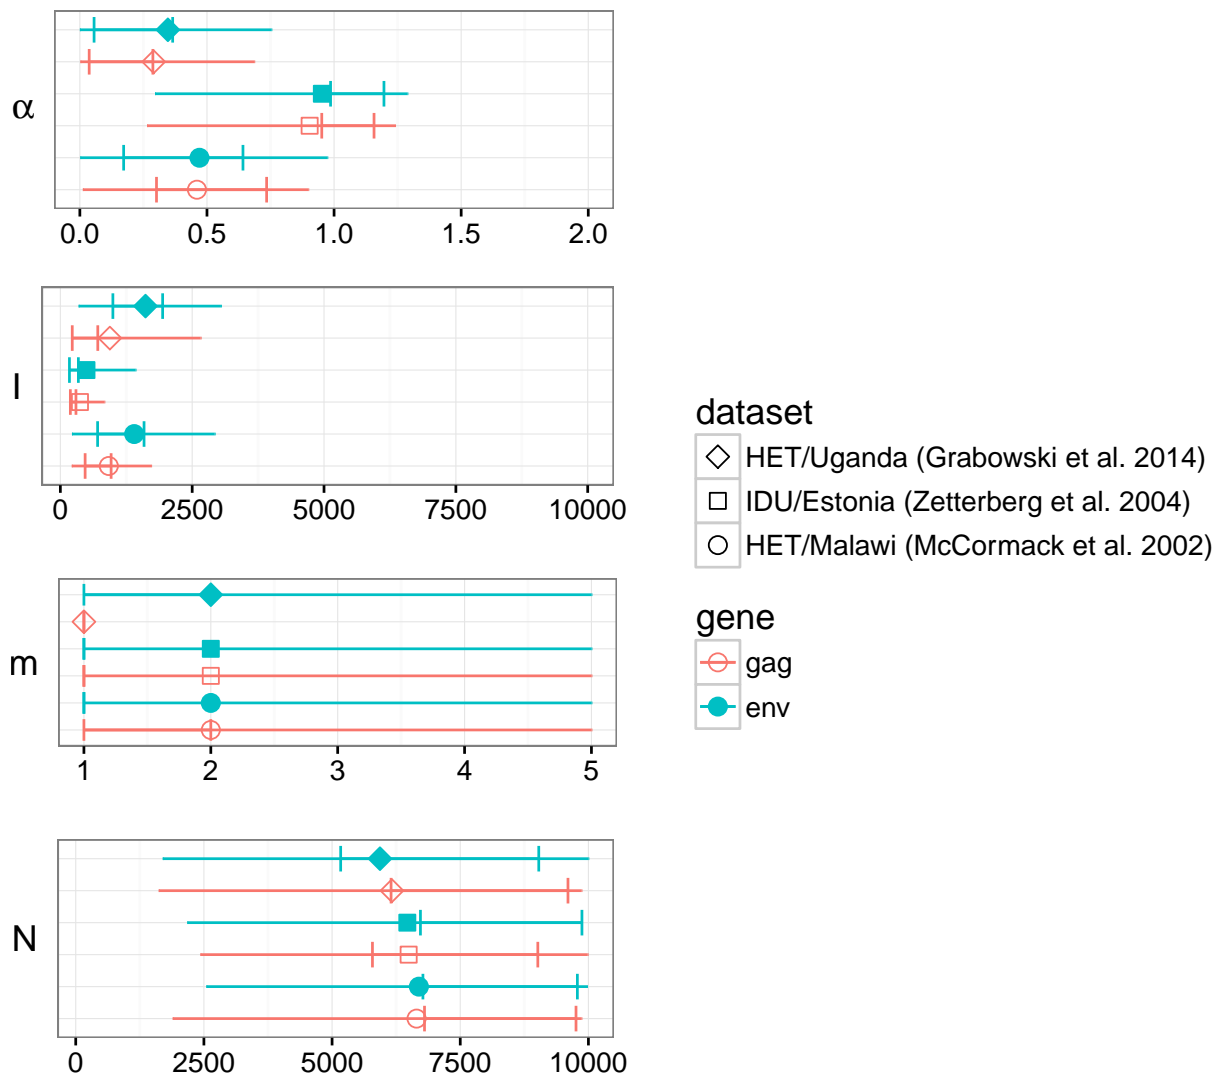 α
0.0 0.5 1.0 1.5 2.0
I
0 2500 5000 7500 10000
m
1 2 3 4 5
N
0 2500 5000 7500 10000
dataset
HET/Uganda (Grabowski et al. 2014)
IDU/Estonia (Zetterberg et al. 2004)
HET/Malawi (McCormack et al. 2002)
gene
gag
env